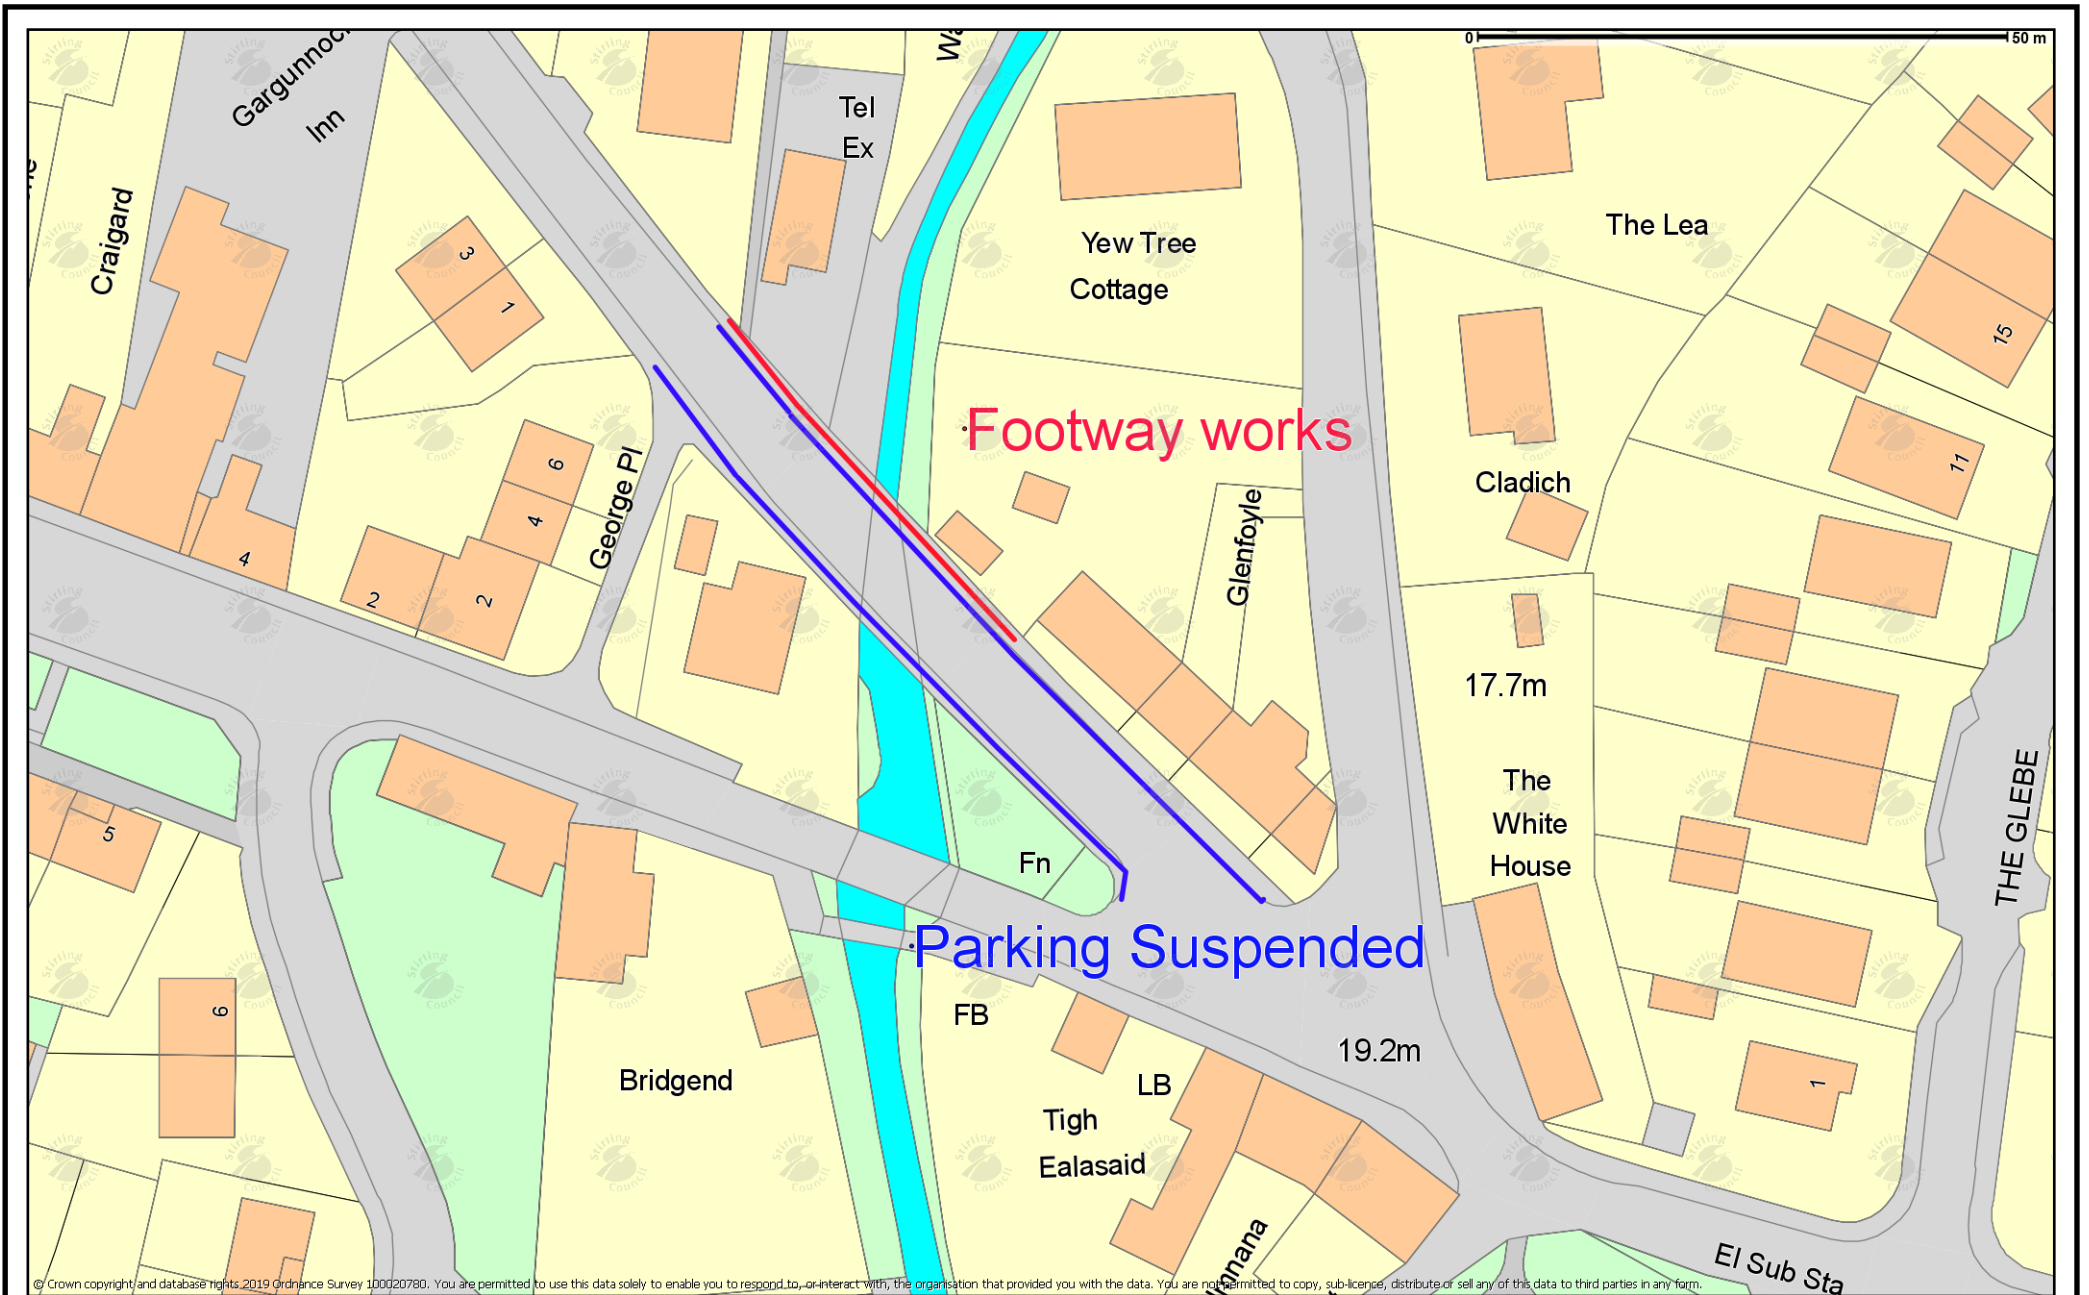 0
50 m
Gargunnock
Inn
Craigard
Tel
Ex
Wa
Yew Tree
Cottage
The Lea
3
1
15
Footway works
6
4
George Pl
Glenfoyle
Cladich
11
4
2
2
17.7m
The
White
House
THE GLEBE
5
Fn
Parking Suspended
6
FB
19.2m
Bridgend
LB
1
Tigh
Ealasaid
El Sub Sta
Stirling
Council
© Crown copyright and database rights 2019 Ordnance Survey 100020780. You are permitted to use this data solely to enable you to respond to, or interact with, the organisation that provided you with the data. You are not permitted to copy, sub-licence, distribute or sell any of this data to third parties in any form.